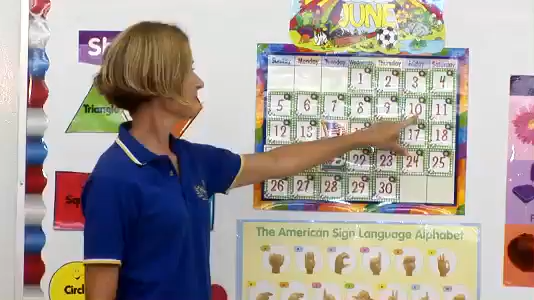 JUNE
Sunday Monday Tuesday Wednesday Thursday Friday Saturday
1 2 3 4
5 6 7 8 9 10 11
12 13 17 18
22 23 24 25
26 27 28 29 30
Triangle
Circ
The American Sign Language Alphabet